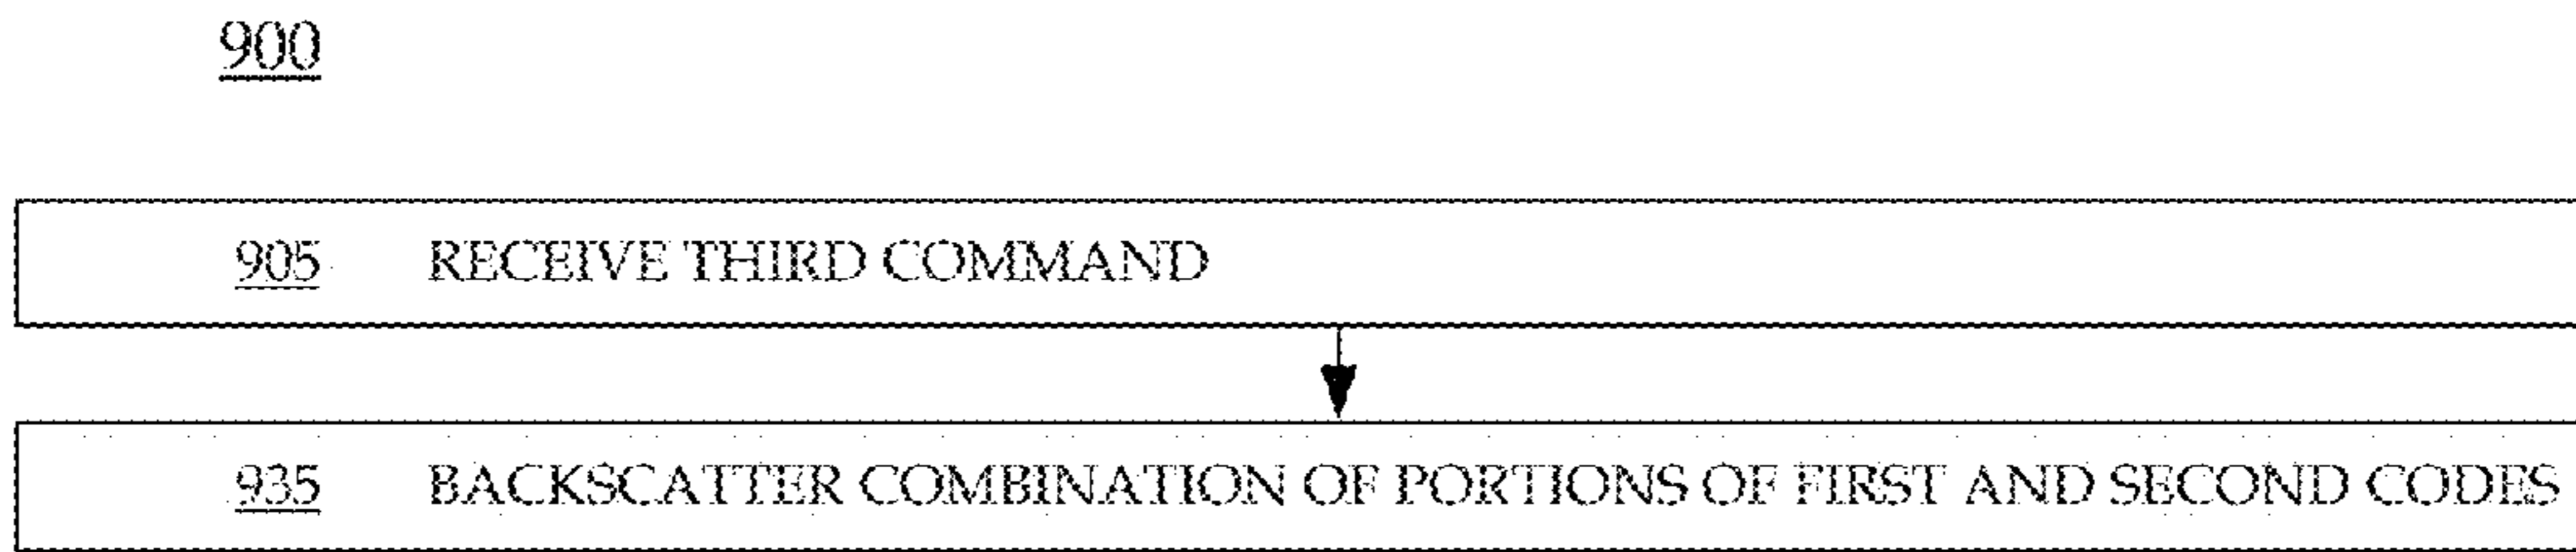 900
905 RECEIVE THIRD COMMAND
935 BACKSCATTER COMBINATION OF PORTIONS OF FIRST AND SECOND CODES